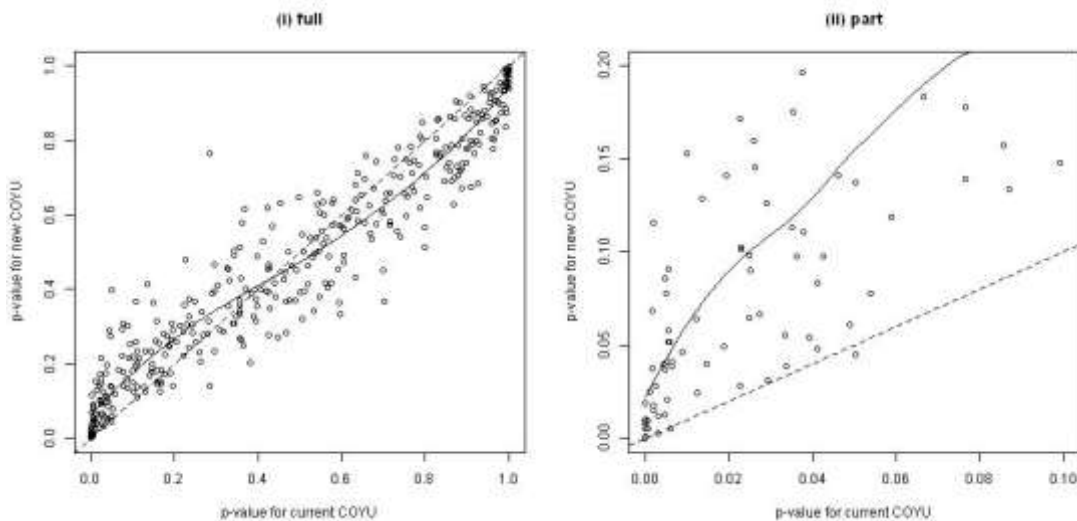 (i) full
(ii) part
p-value for new COYU
0.0 0.2 0.4 0.6 0.8 1.0
0.0 0.2 0.4 0.6 0.8 1.0
p-value for current COYU
p-value for new COYU
0.00 0.05 0.10 0.15 0.20
0.00 0.02 0.04 0.06 0.08 0.10
p-value for current COYU